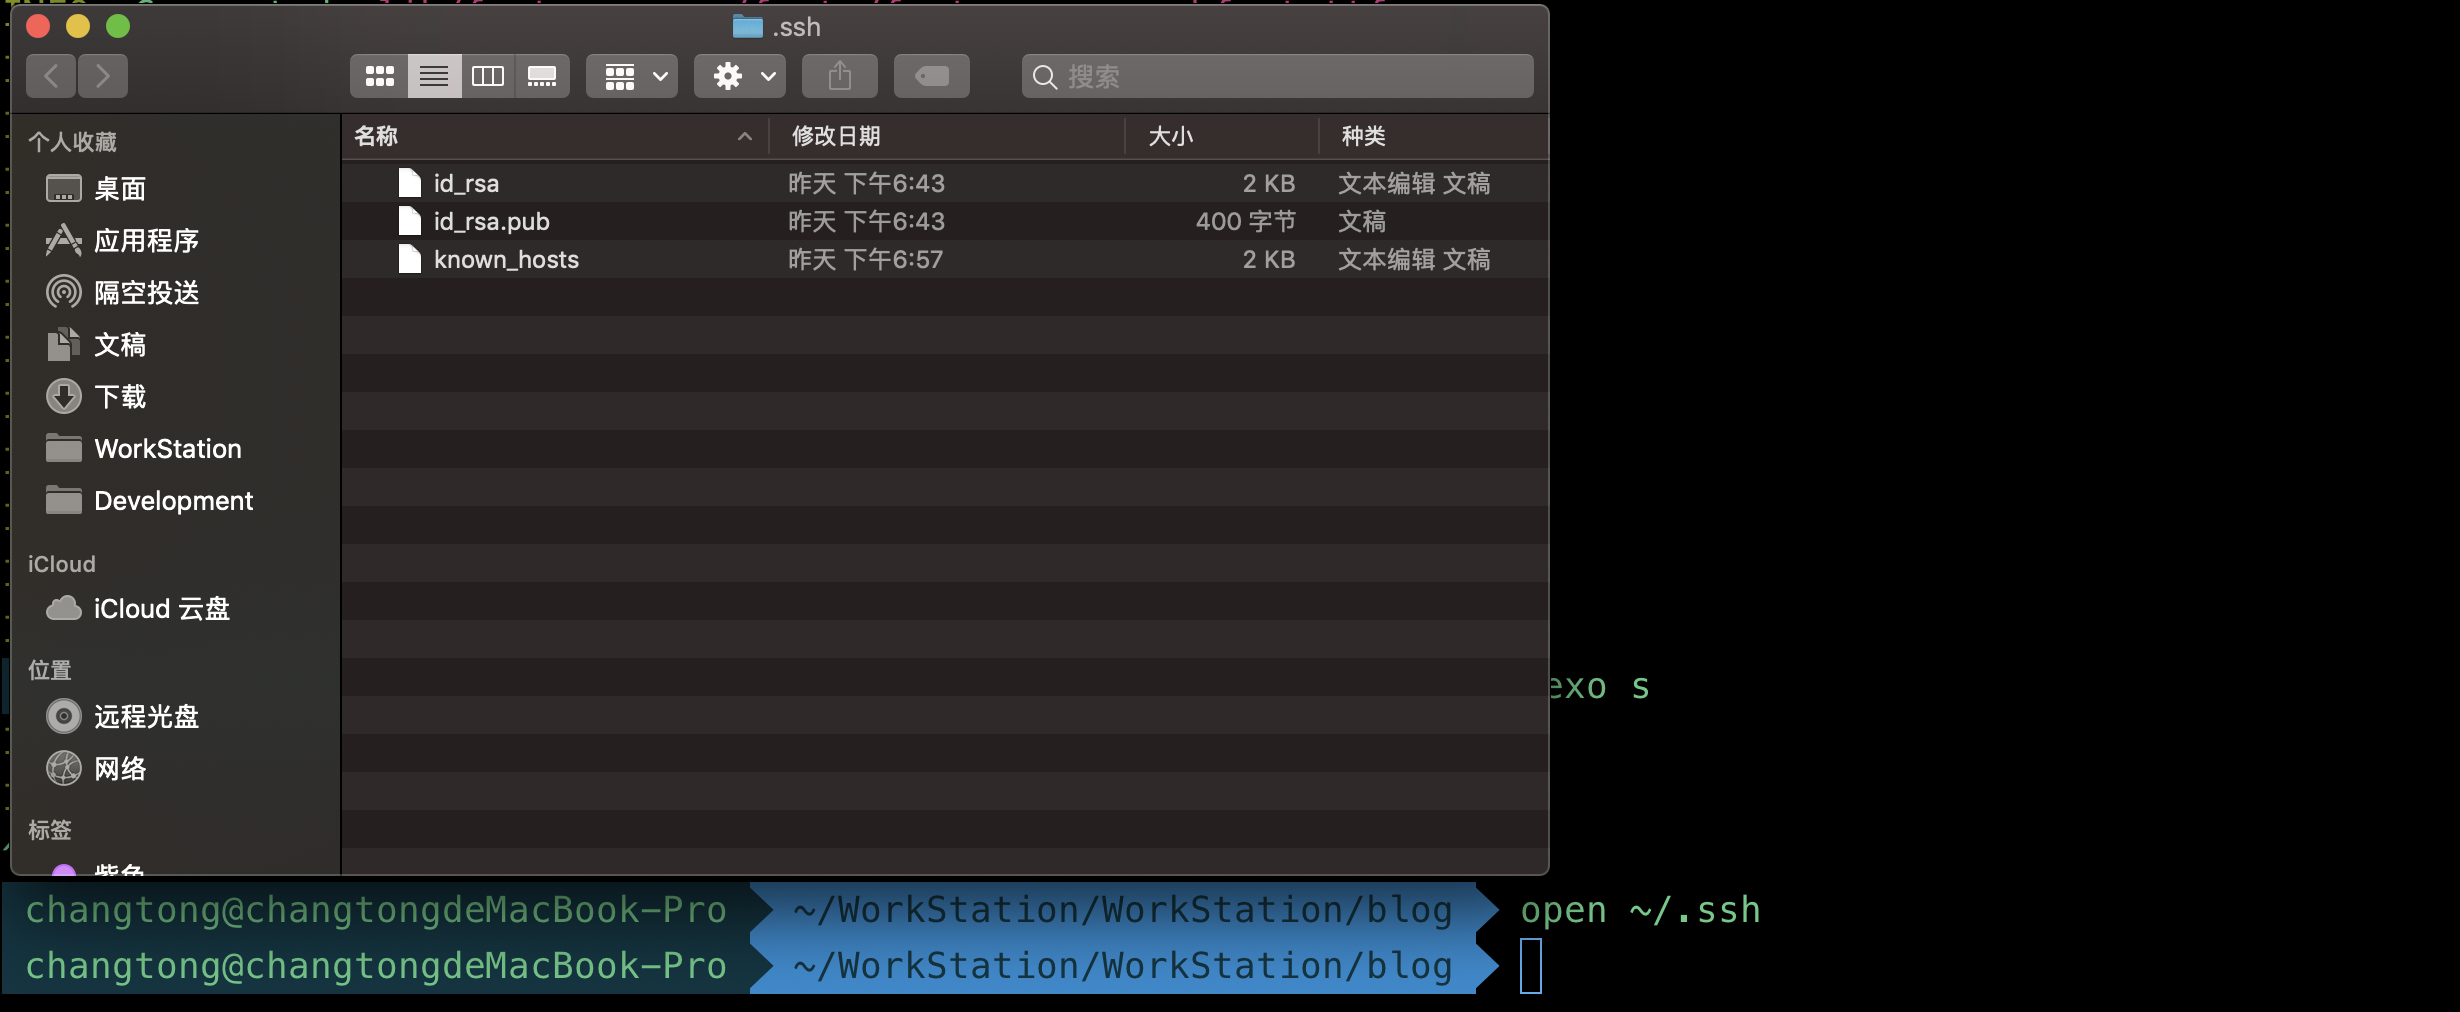 .ssh
搜索
个人收藏
桌面
应用程序
隔空投送
文稿
下载
WorkStation
Development
iCloud
iCloud 云盘
位置
远程光盘
网络
标签
紫色
名称 修改日期 大小 种类
id_rsa 昨天 下午6:43 2 KB 文本编辑 文稿
id_rsa.pub 昨天 下午6:43 400 字节 文稿
known_hosts 昨天 下午6:57 2 KB 文本编辑 文稿
exo s
changtong@changtongdeMacBook-Pro ~/WorkStation/WorkStation/blog open ~/.ssh
changtong@changtongdeMacBook-Pro ~/WorkStation/WorkStation/blog